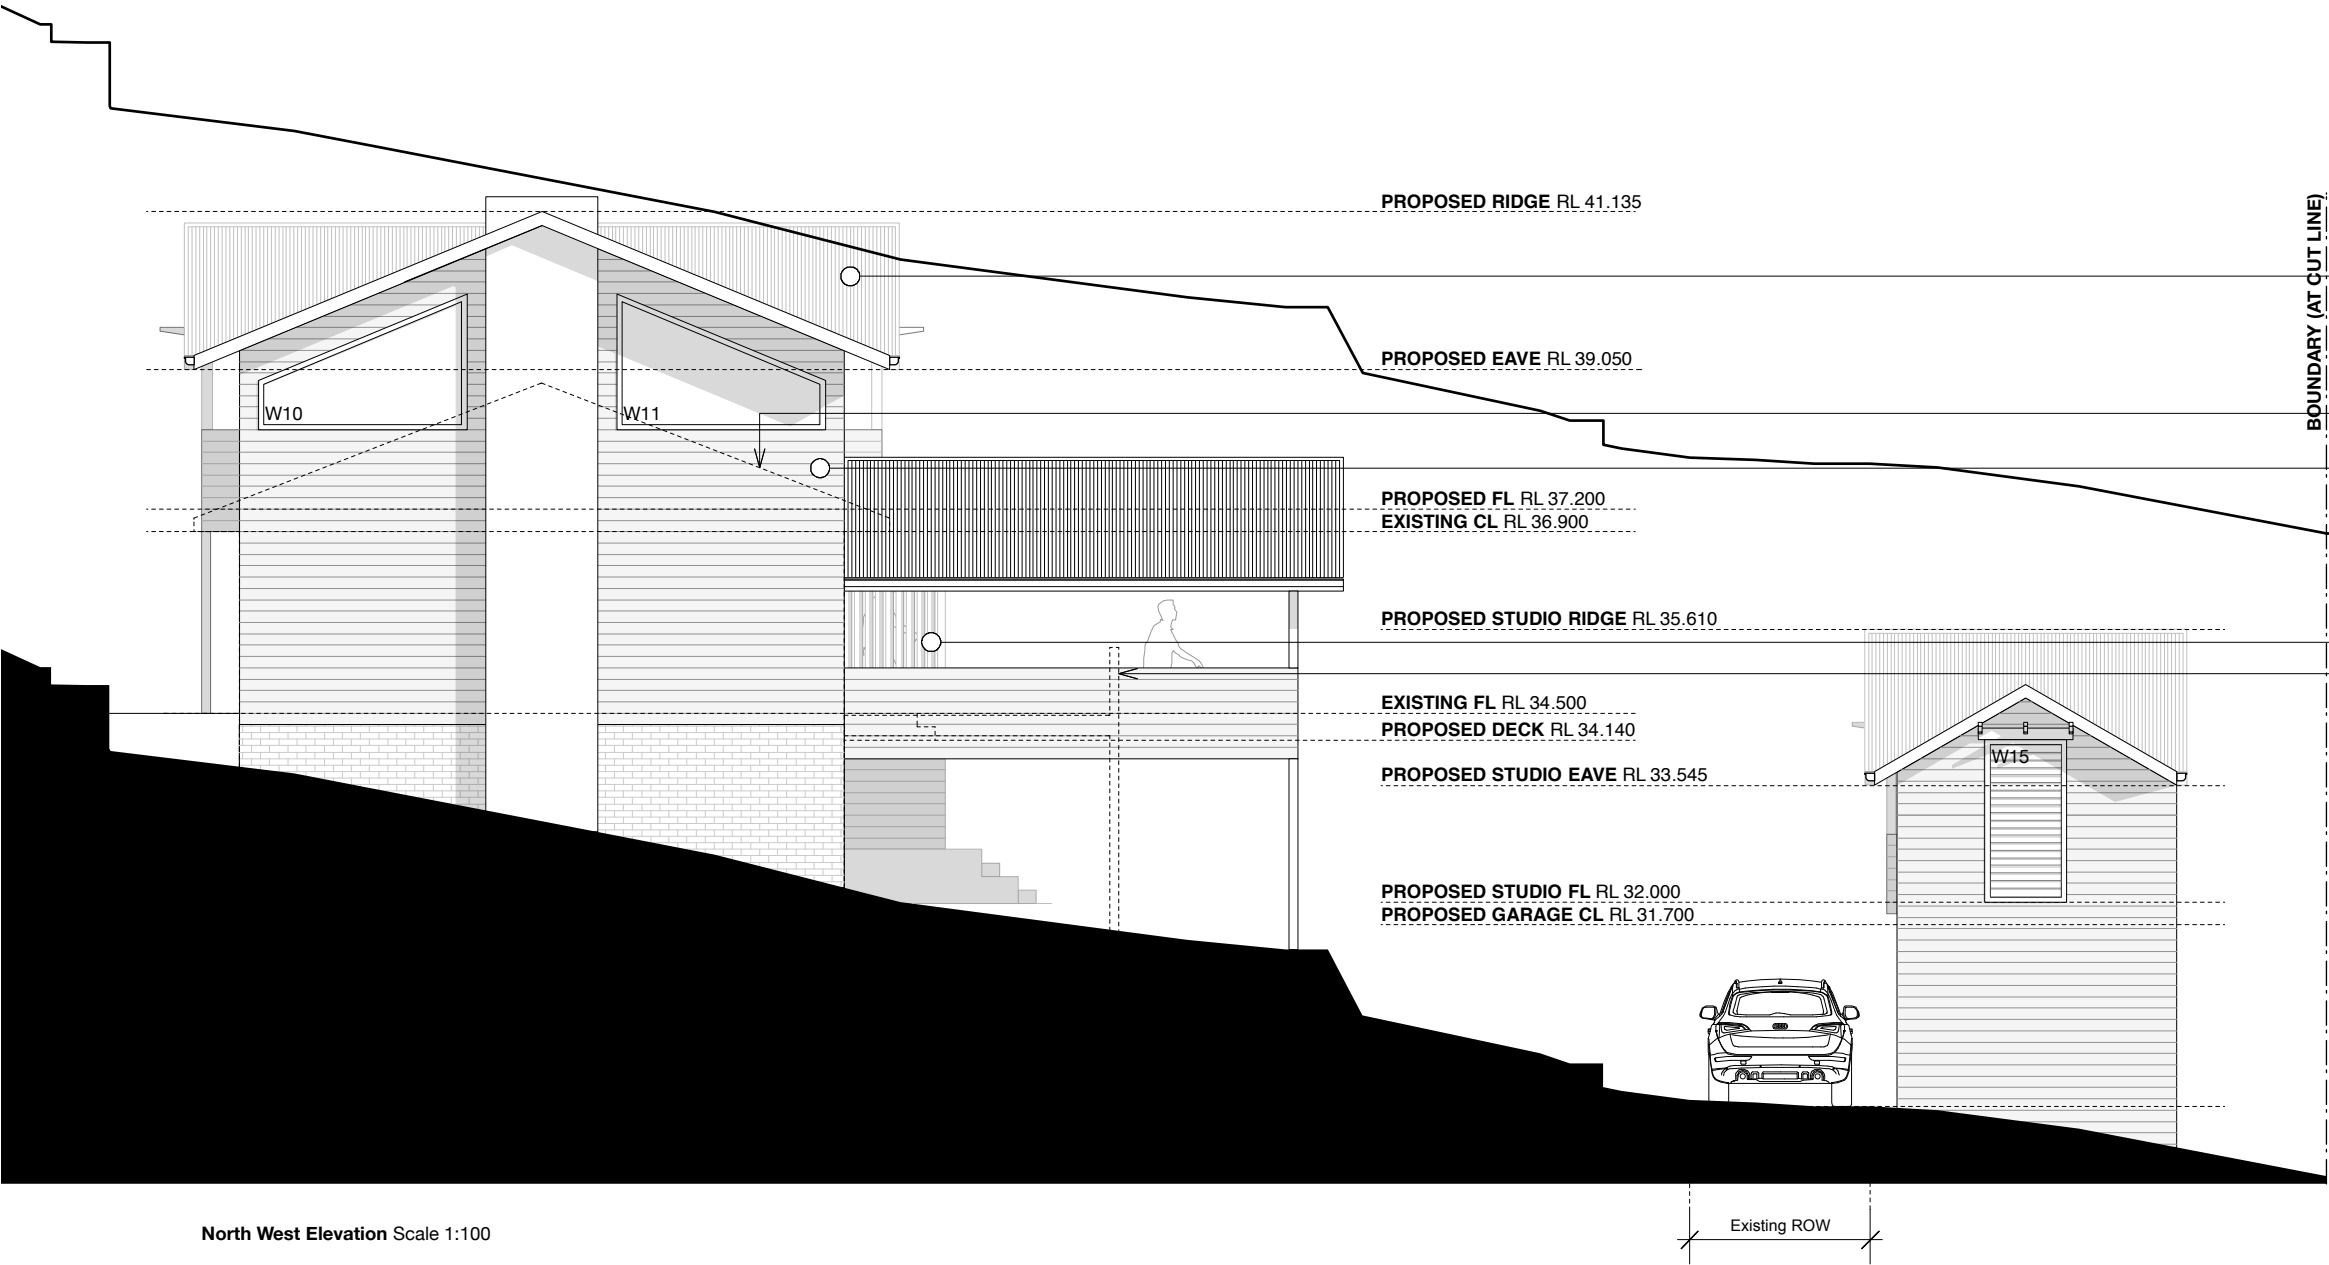 PROPOSED RIDGE RL 41.135
BOUNDARY (AT CUT LINE)
PROPOSED EAVE RL 39.050
W10
W11
PROPOSED FL RL 37.200
EXISTING CL RL 36.900
PROPOSED STUDIO RIDGE RL 35.610
EXISTING FL RL 34.500
PROPOSED DECK RL 34.140
W15
PROPOSED STUDIO EAVE RL 33.545
PROPOSED STUDIO FL RL 32.000
PROPOSED GARAGE CL RL 31.700
Existing ROW
North West Elevation Scale 1:100